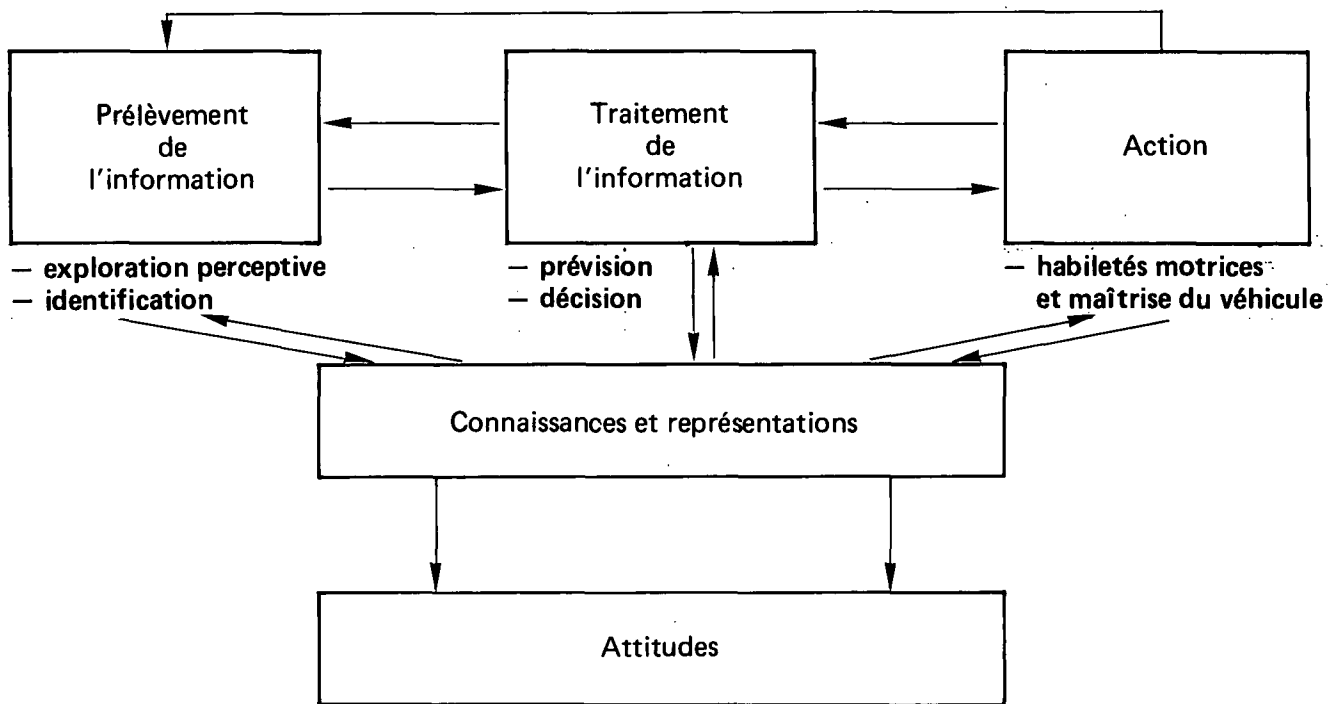 Prélèvement
de
l'information
Traitement
de
l'information
Action
— exploration perceptive
— identification
— prévision
— décision
— habiletés motrices
et maîtrise du véhicule
Connaissances et représentations
Attitudes